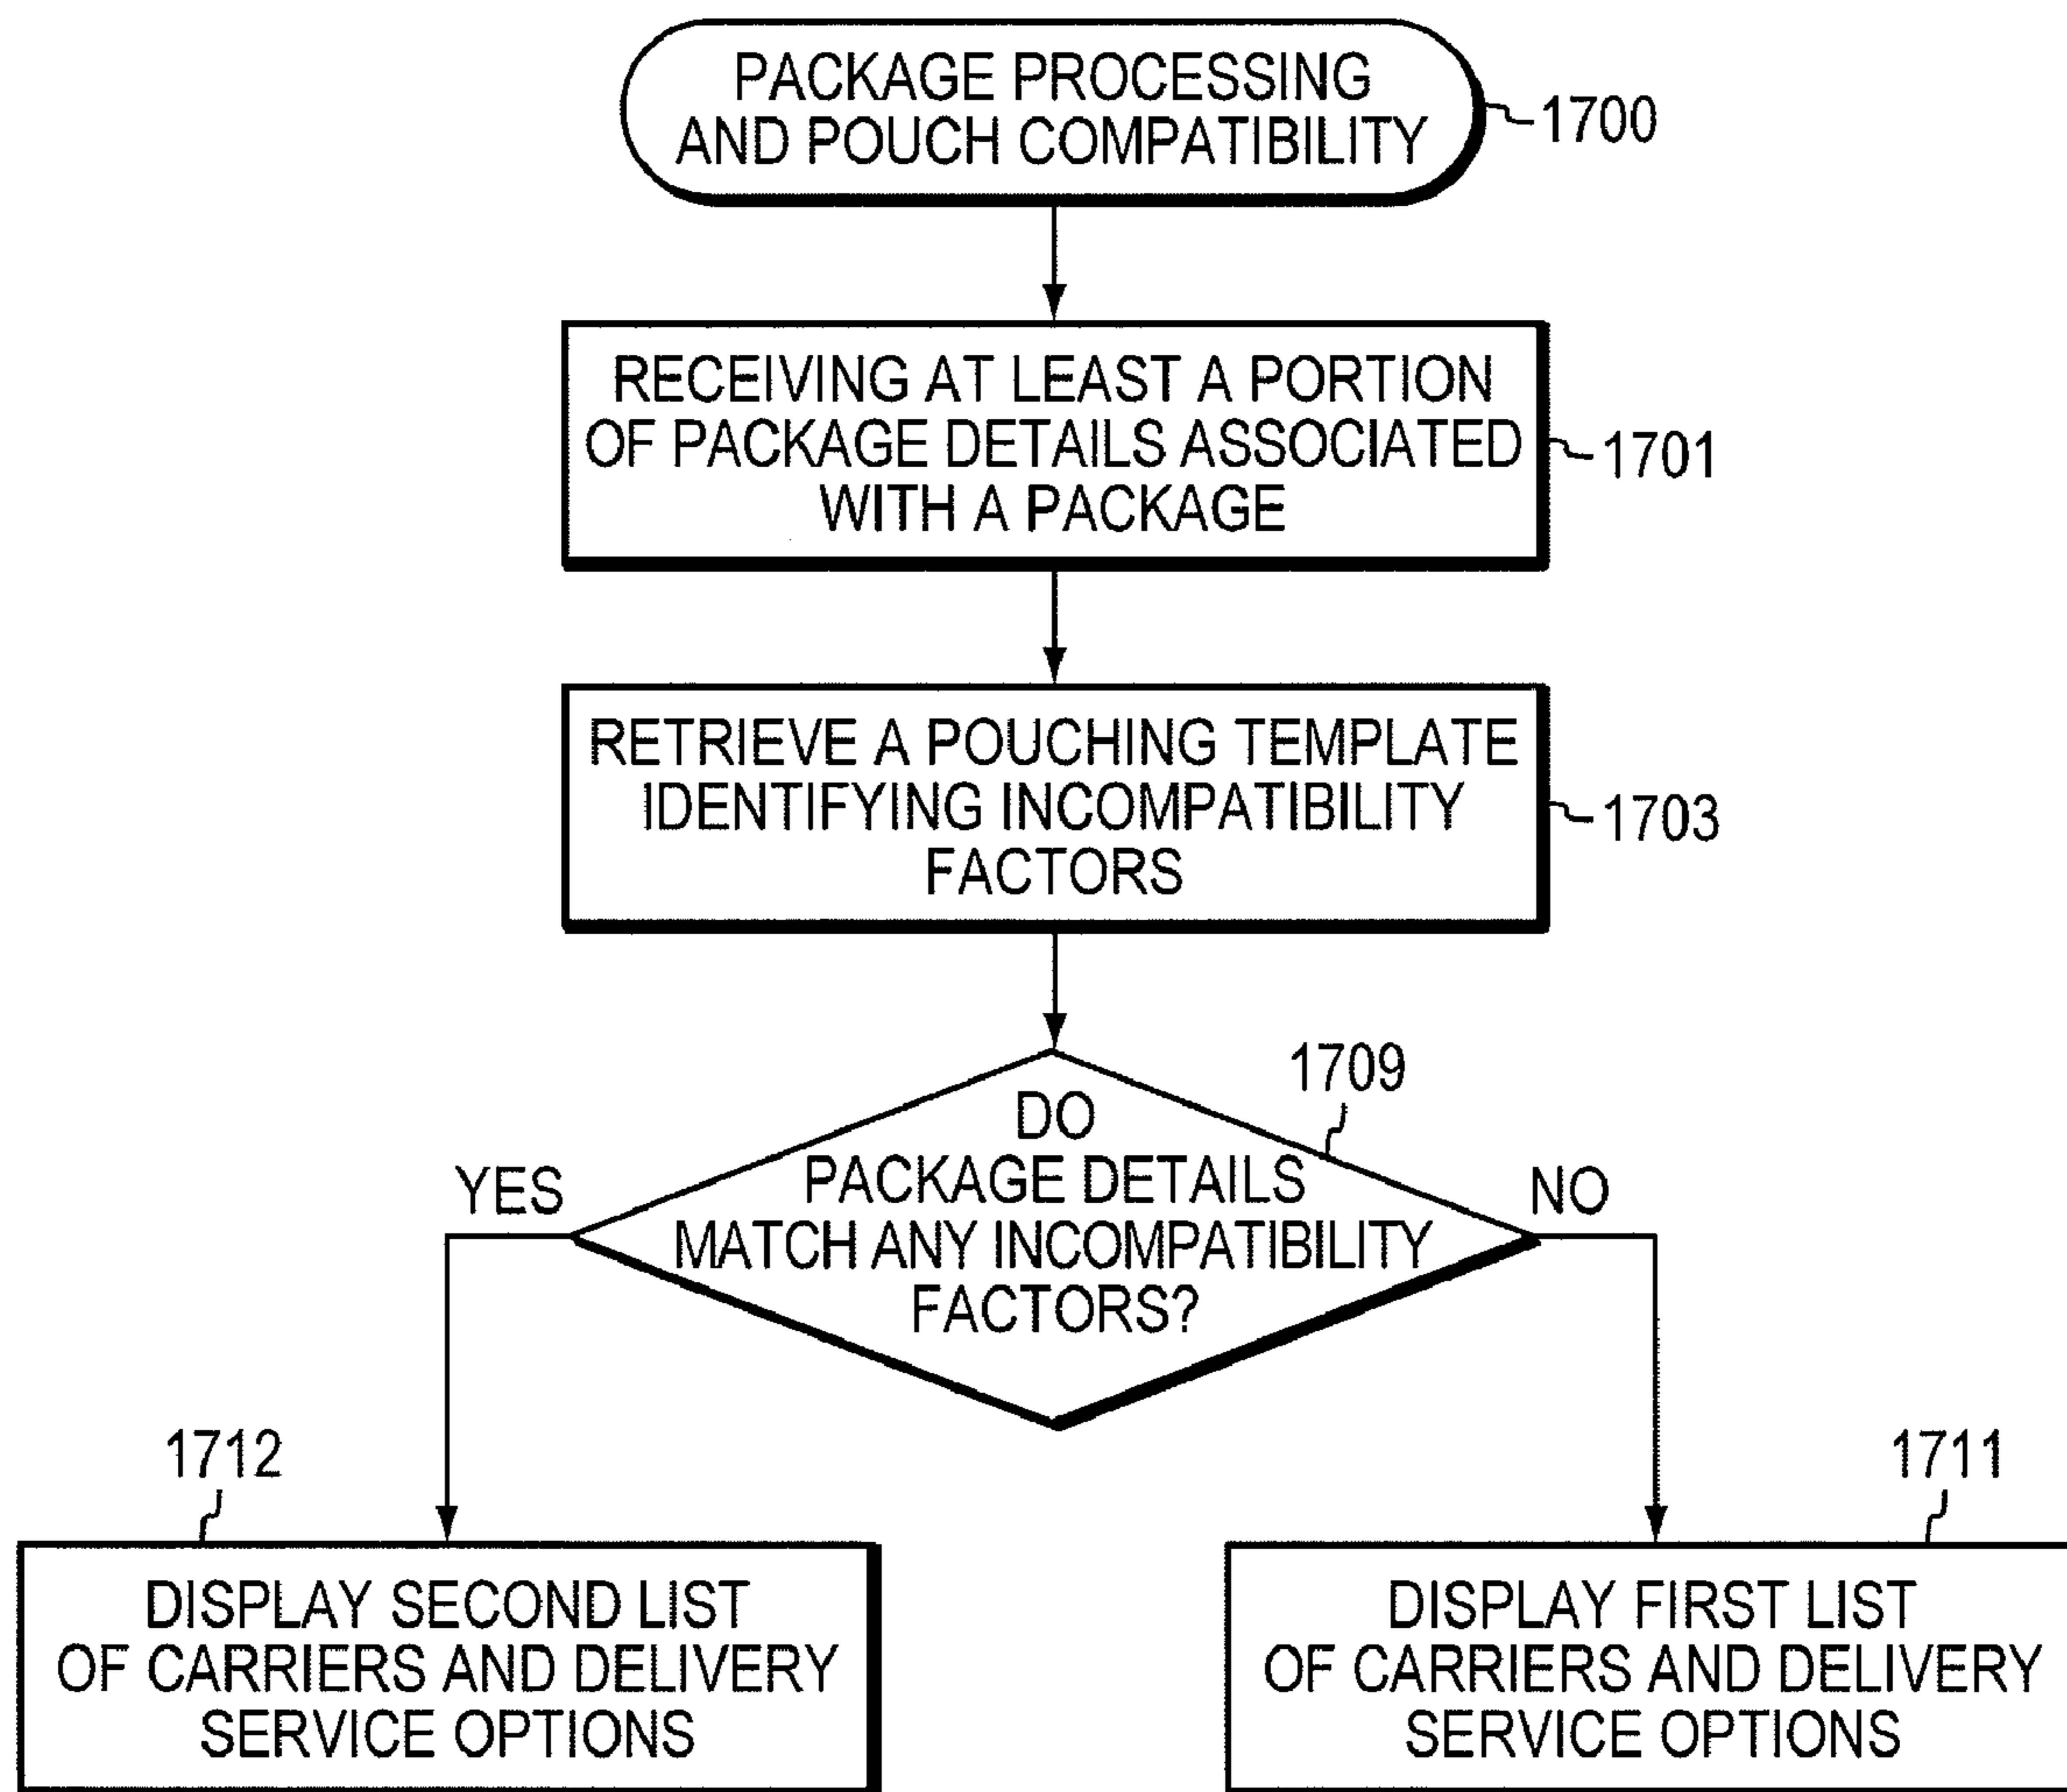 PACKAGE PROCESSING
AND POUCH COMPATIBILITY
1700
RECEIVING AT LEAST A PORTION
OF PACKAGE DETAILS ASSOCIATED
WITH A PACKAGE
1701
RETRIEVE A POUCHING TEMPLATE
IDENTIFYING INCOMPATIBILITY
FACTORS
1703
1709
DO
PACKAGE DETAILS
MATCH ANY INCOMPATIBILITY
FACTORS?
YES
NO
1712
DISPLAY SECOND LIST
OF CARRIERS AND DELIVERY
SERVICE OPTIONS
1711
DISPLAY FIRST LIST
OF CARRIERS AND DELIVERY
SERVICE OPTIONS